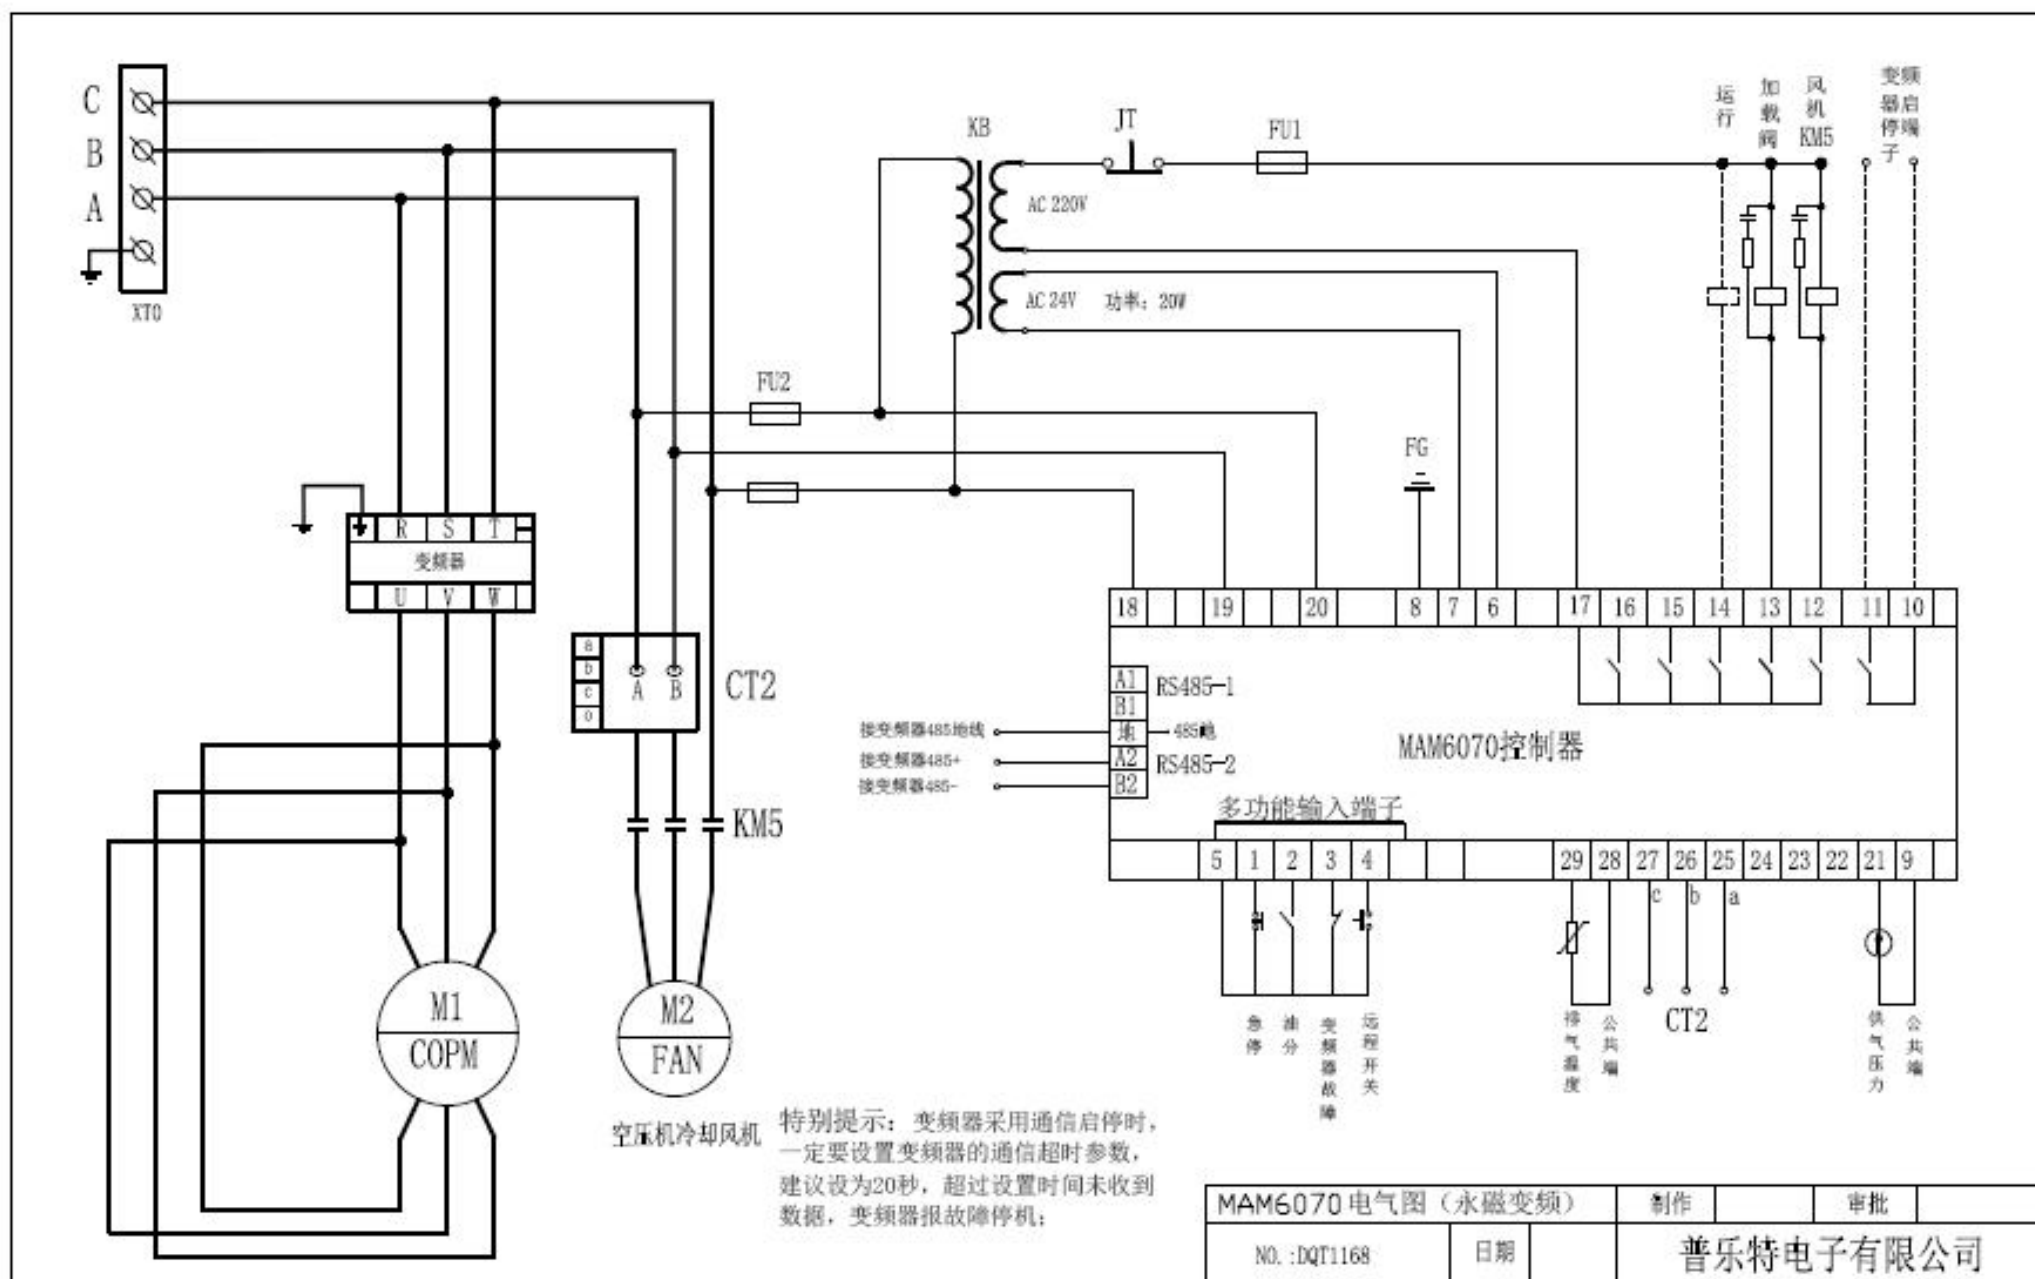 C
B
A
XT0
KB
JT
FU1
运行
加载阀
风机
KM5
变频
器启
停端
子
AC 220V
AC 24V
功率：20W
FU2
FG
R
S
T
变频器
U
V
W
a
b
c
0
A
B
CT2
KM5
18
19
20
8
7
6
17
16
15
14
13
12
11
10
A1
B1
RS485-1
地
485地
A2
B2
RS485-2
接变频器485地线
接变频器485+
接变频器485-
MAM6070控制器
多功能输入端子
5
1
2
3
4
29
28
27
26
25
24
23
22
21
9
c
b
a
CT2
急停
油分
变频器故障
远程开关
排气温度
公共端
供气压力
公共端
M1
COPM
M2
FAN
空压机冷却风机
特别提示：变频器采用通信启停时，
一定要设置变频器的通信超时参数，
建议设为20秒，超过设置时间未收到
数据，变频器报故障停机；
MAM6070 电气图（永磁变频）
制作
审批
NO.:DQT1168
日期
普乐特电子有限公司